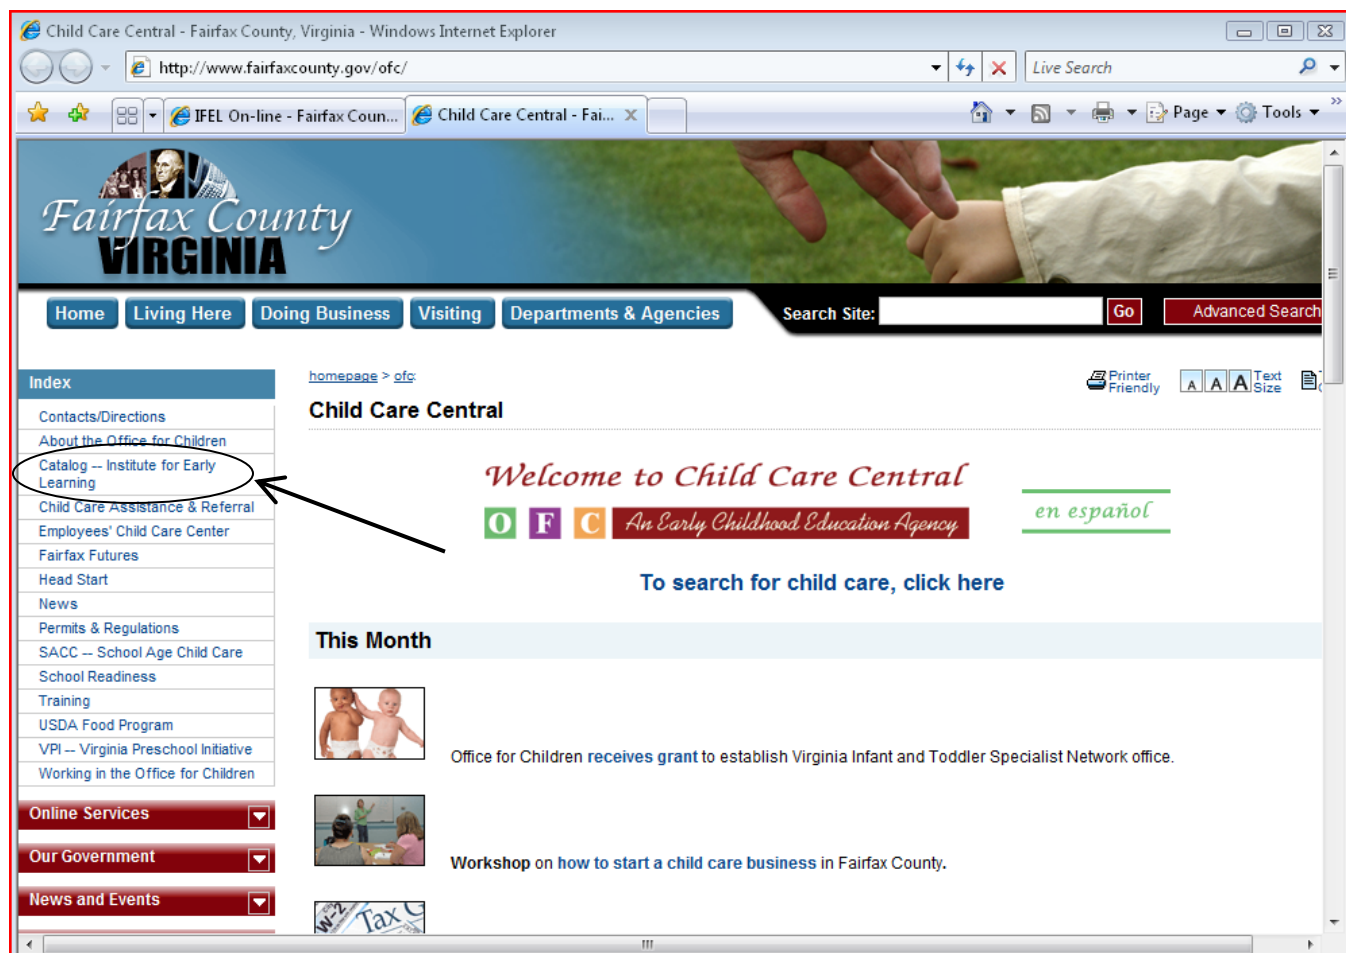 Child Care Central - Fairfax County, Virginia - Windows Internet Explorer
http://www.fairfaxcounty.gov/ofc/
Live Search
IFEL On-line - Fairfax Coun...
Child Care Central - Fai...
Page
Tools
Fairfax County
VIRGINIA
Home
Living Here
Doing Business
Visiting
Departments & Agencies
Search Site:
Go
Advanced Search
Index
Contacts/Directions
About the Office for Children
Catalog -- Institute for Early
Learning
Child Care Assistance & Referral
Employees' Child Care Center
Fairfax Futures
Head Start
News
Permits & Regulations
SACC -- School Age Child Care
School Readiness
Training
USDA Food Program
VPI -- Virginia Preschool Initiative
Working in the Office for Children
Online Services
Our Government
News and Events
homepage > ofc:
Printer
Friendly
A A A
Text
Size
Child Care Central
Welcome to Child Care Central
O F C An Early Childhood Education Agency
en español
To search for child care, click here
This Month
Office for Children receives grant to establish Virginia Infant and Toddler Specialist Network office.
Workshop on how to start a child care business in Fairfax County.
W-2
Tax